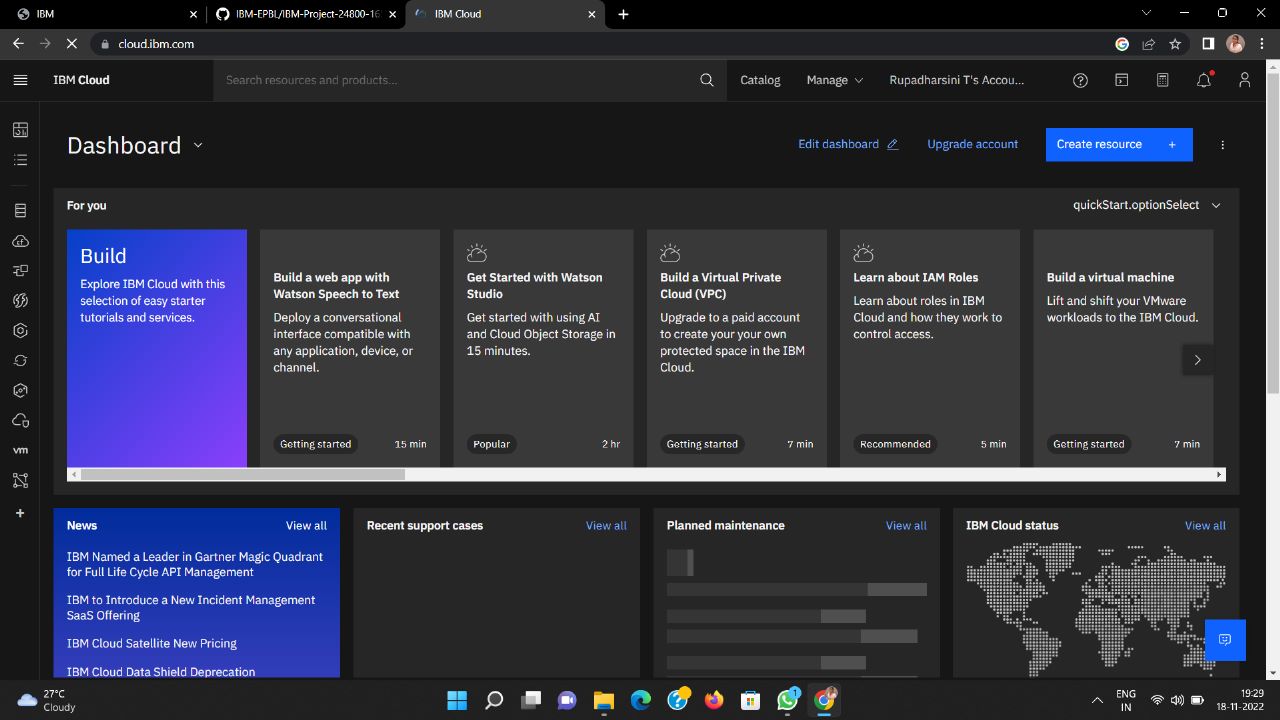 IBM
IBM-EPBL/IBM-Project-24800-16
IBM Cloud
cloud.ibm.com
IBM Cloud
Search resources and products...
Catalog
Manage
Rupadharsini T's Accou...
Dashboard
Edit dashboard
Upgrade account
Create resource
For you
quickStart.optionSelect
Build
Explore IBM Cloud with this
selection of easy starter
tutorials and services.
Build a web app with
Watson Speech to Text
Deploy a conversational
interface compatible with
any application, device, or
channel.
Getting started
15 min
Get Started with Watson
Studio
Get started with using AI
and Cloud Object Storage in
15 minutes.
Popular
2 hr
Build a Virtual Private
Cloud (VPC)
Upgrade to a paid account
to create your your own
protected space in the IBM
Cloud.
Getting started
7 min
Learn about IAM Roles
Learn about roles in IBM
Cloud and how they work to
control access.
Recommended
5 min
Build a virtual machine
Lift and shift your VMware
workloads to the IBM Cloud.
Getting started
7 min
vm
News
View all
IBM Named a Leader in Gartner Magic Quadrant
for Full Life Cycle API Management
IBM to Introduce a New Incident Management
SaaS Offering
IBM Cloud Satellite New Pricing
IBM Cloud Data Shield Deprecation
Recent support cases
View all
Planned maintenance
View all
IBM Cloud status
View all
27°C
Cloudy
1
ENG
IN
19:29
18-11-2022